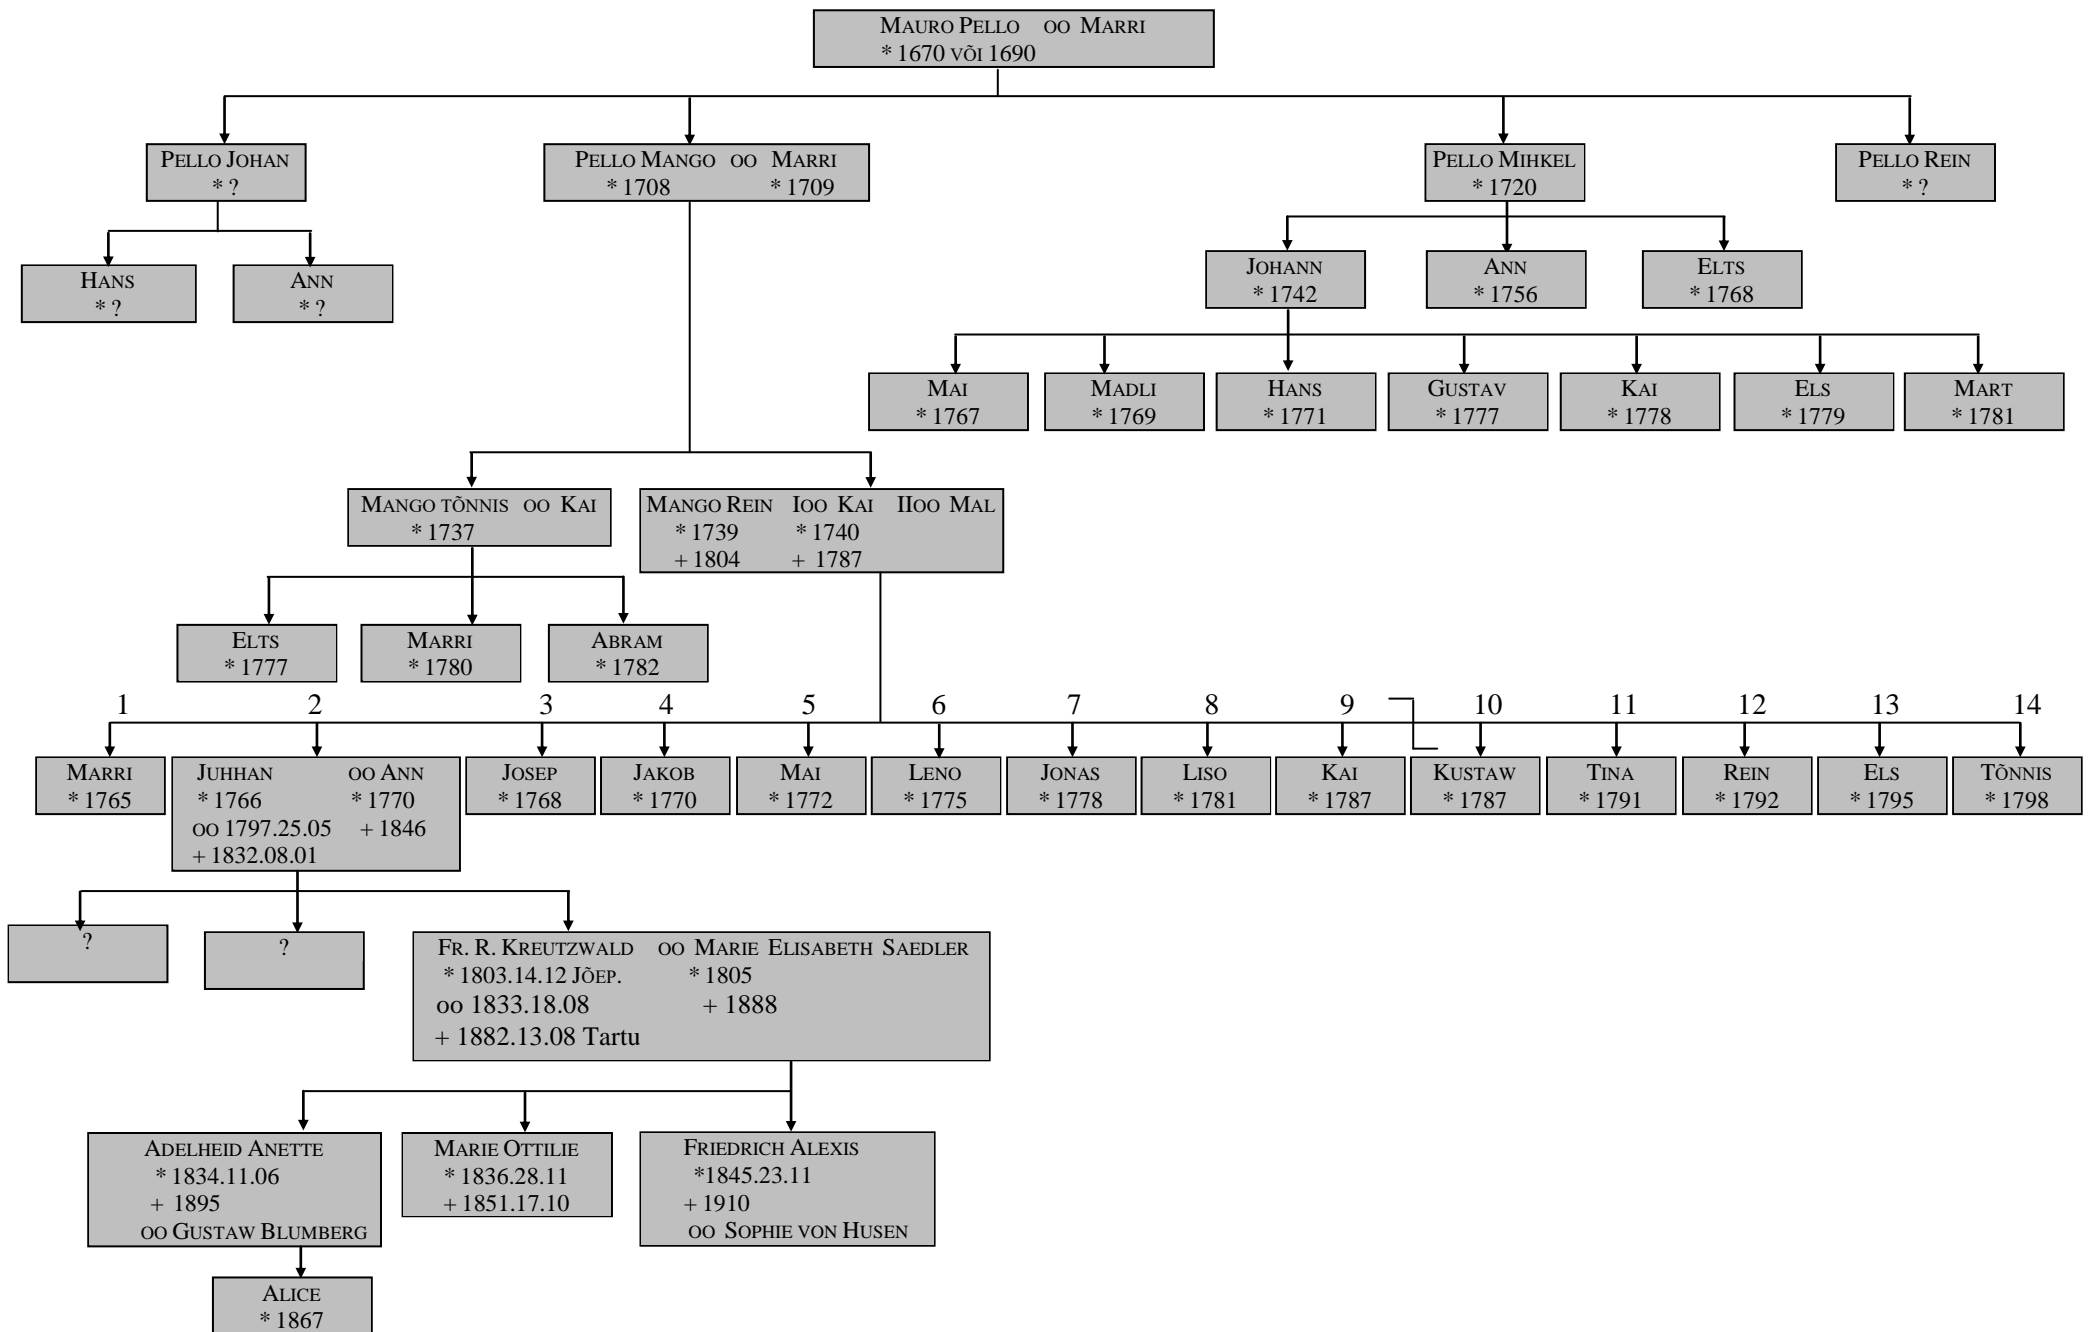 MAURO PELLO OO MARRI
* 1670 VÕI 1690
PELLO JOHAN
* ?
PELLO MANGO OO MARRI
* 1708 * 1709
PELLO MIHKEL
* 1720
PELLO REIN
* ?
HANS
* ?
ANN
* ?
JOHANN
* 1742
ANN
* 1756
ELTS
* 1768
MAI
* 1767
MADLI
* 1769
HANS
* 1771
GUSTAV
* 1777
KAI
* 1778
ELS
* 1779
MART
* 1781
MANGO TÕNNIS OO KAI
* 1737
MANGO REIN IOO KAI IIOO MAL
* 1739 * 1740
+ 1804 + 1787
ELTS
* 1777
MARRI
* 1780
ABRAM
* 1782
1 2 3 4 5 6 7 8 9 10 11 12 13 14
MARRI
* 1765
JUHHAN OO ANN
* 1766 * 1770
OO 1797.25.05 + 1846
+ 1832.08.01
JOSEP
* 1768
JAKOB
* 1770
MAI
* 1772
LENO
* 1775
JONAS
* 1778
LISO
* 1781
KAI
* 1787
KUSTAW
* 1787
TINA
* 1791
REIN
* 1792
ELS
* 1795
TÕNNIS
* 1798
?
?
FR. R. KREUTZWALD OO MARIE ELISABETH SAEDLER
* 1803.14.12 JÕEP. * 1805
oo 1833.18.08 + 1888
+ 1882.13.08 Tartu
ADELHEID ANETTE
* 1834.11.06
+ 1895
OO GUSTAW BLUMBERG
MARIE OTTILIE
* 1836.28.11
+ 1851.17.10
FRIEDRICH ALEXIS
*1845.23.11
+ 1910
OO SOPHIE VON HUSEN
ALICE
* 1867